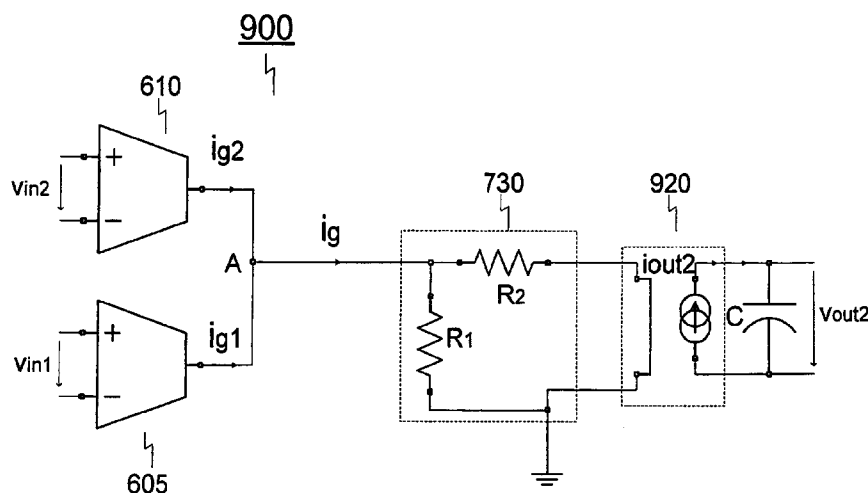 900
610
ig2
Vin2
+
−
A
ig
730
920
R2
R1
iout2
C
Vout2
ig1
Vin1
+
−
605